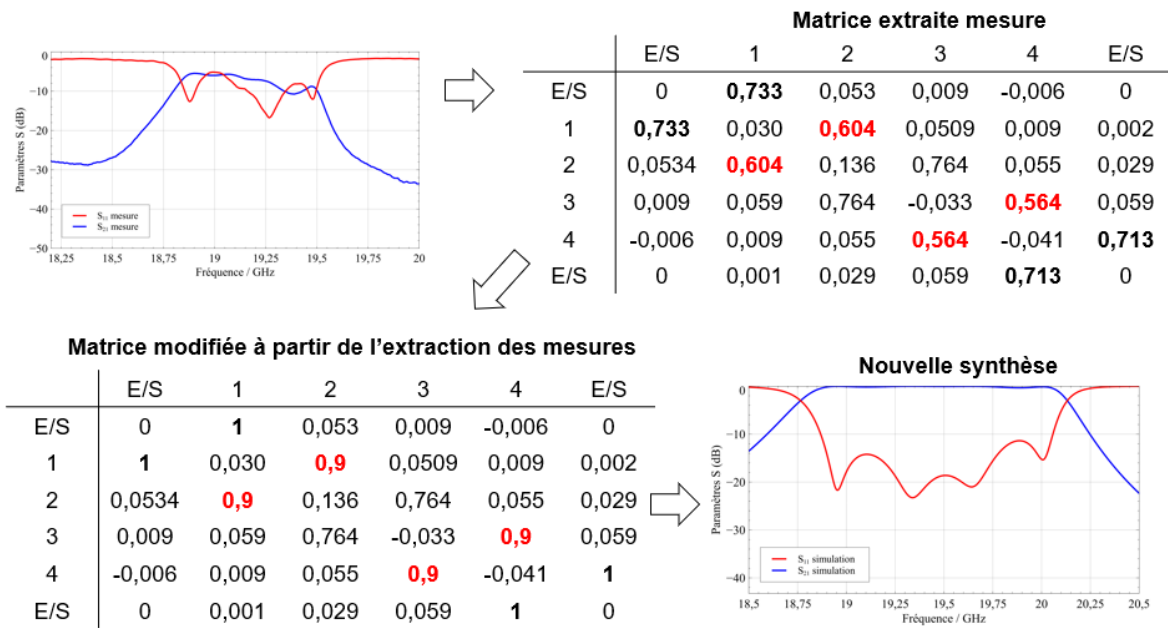 Matrice extraite mesure
0
−10
−20
−30
−40
−50
Paramètres S (dB)
S₁₁ mesure
S₂₁ mesure
18,25 18,5 18,75 19 19,25 19,5 19,75 20
Fréquence / GHz
E/S 1 2 3 4 E/S
E/S 0 0,733 0,053 0,009 -0,006 0
1 0,733 0,030 0,604 0,0509 0,009 0,002
2 0,0534 0,604 0,136 0,764 0,055 0,029
3 0,009 0,059 0,764 -0,033 0,564 0,059
4 -0,006 0,009 0,055 0,564 -0,041 0,713
E/S 0 0,001 0,029 0,059 0,713 0
Matrice modifiée à partir de l’extraction des mesures
E/S 1 2 3 4 E/S
E/S 0 1 0,053 0,009 -0,006 0
1 1 0,030 0,9 0,0509 0,009 0,002
2 0,0534 0,9 0,136 0,764 0,055 0,029
3 0,009 0,059 0,764 -0,033 0,9 0,059
4 -0,006 0,009 0,055 0,9 -0,041 1
E/S 0 0,001 0,029 0,059 1 0
Nouvelle synthèse
0
−10
−20
−30
−40
Paramètres S (dB)
S₁₁ simulation
S₂₁ simulation
18,5 18,75 19 19,25 19,5 19,75 20 20,25 20,5
Fréquence / GHz